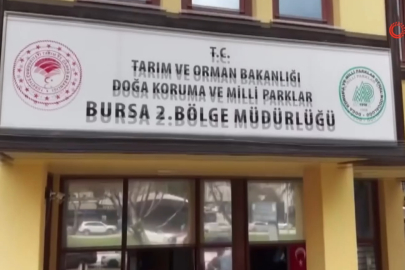 T.C.
TARIM VE ORMAN BAKANLIĞI
DOĞA KORUMA VE MİLLİ PARKLAR
BURSA 2.BÖLGE MÜDÜRLÜĞÜ